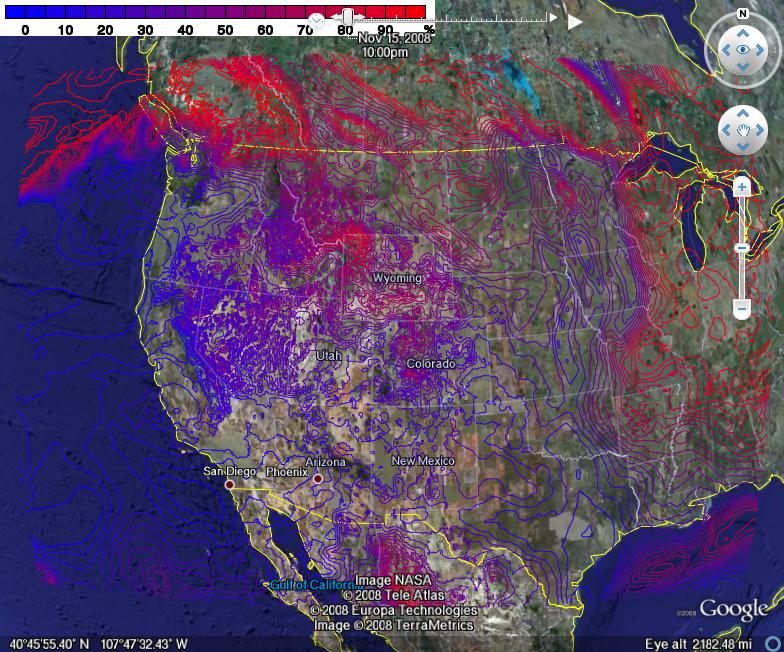 0 10 20 30 40 50 60 70 80 90 %
Nov 15, 2008
10:00pm
N
Wyoming
Utah
Colorado
San Diego
Phoenix
Arizona
New Mexico
Gulf of California
Image NASA
© 2008 Tele Atlas
© 2008 Europa Technologies
Image © 2008 TerraMetrics
©2008 Google
40°45'55.40" N 107°47'32.43" W
Eye alt 2182.48 mi